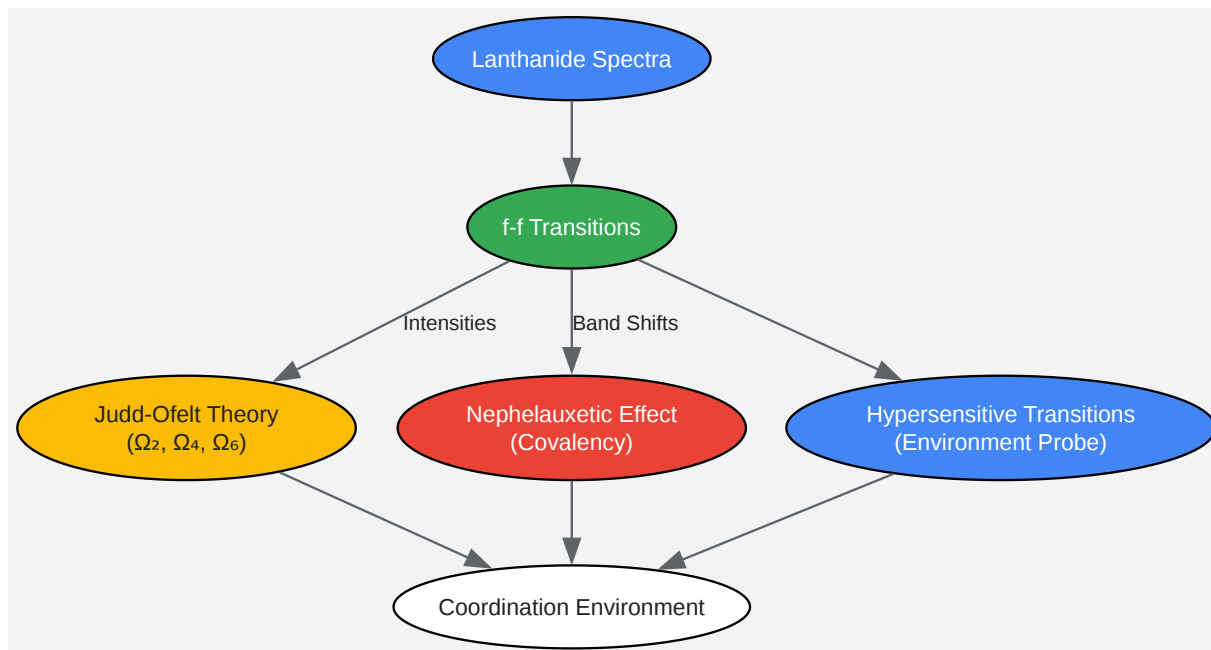 Lanthanide Spectra
f-f Transitions
Intensities
Band Shifts
Judd-Ofelt Theory
(Ω₂, Ω₄, Ω₆)
Nephelauxetic Effect
(Covalency)
Hypersensitive Transitions
(Environment Probe)
Coordination Environment